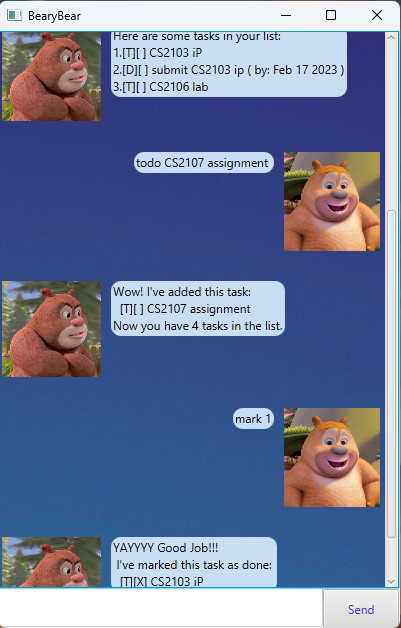 BearyBear
Here are some tasks in your list:
1.[T][ ] CS2103 iP
2.[D][ ] submit CS2103 ip ( by: Feb 17 2023 )
3.[T][ ] CS2106 lab
todo CS2107 assignment
Wow! I've added this task:
[T][ ] CS2107 assignment
Now you have 4 tasks in the list.
mark 1
YAYYYY Good Job!!!
I've marked this task as done:
[T][X] CS2103 iP
Send